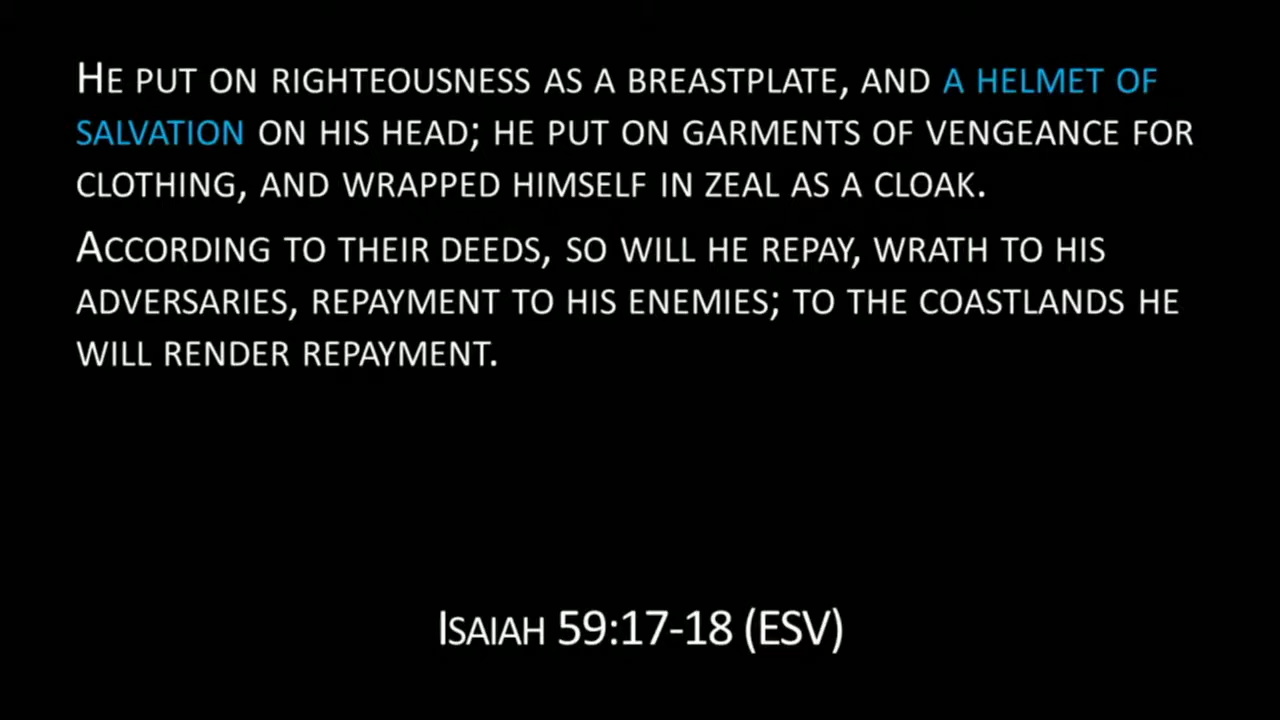 He put on righteousness as a breastplate, and a helmet of
salvation on his head; he put on garments of vengeance for
clothing, and wrapped himself in zeal as a cloak.
According to their deeds, so will he repay, wrath to his
adversaries, repayment to his enemies; to the coastlands he
will render repayment.
Isaiah 59:17-18 (ESV)